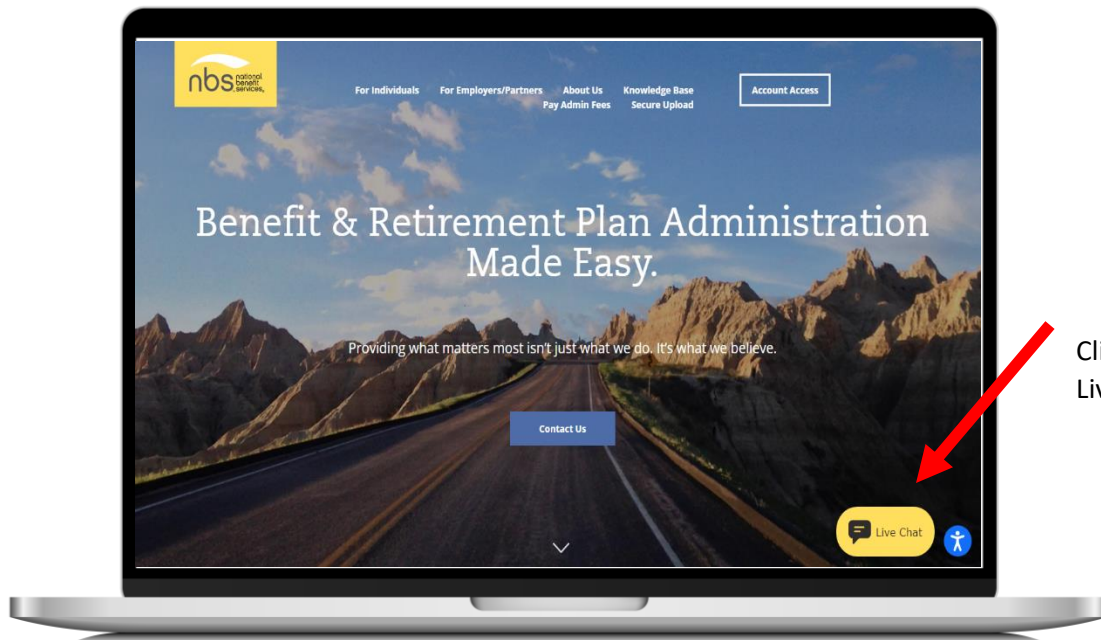 nbs national
benefit
services,
For Individuals For Employers/Partners About Us Knowledge Base
Pay Admin Fees Secure Upload
Account Access
Benefit & Retirement Plan Administration
Made Easy.
Providing what matters most isn't just what we do. It's what we believe.
Contact Us
Live Chat